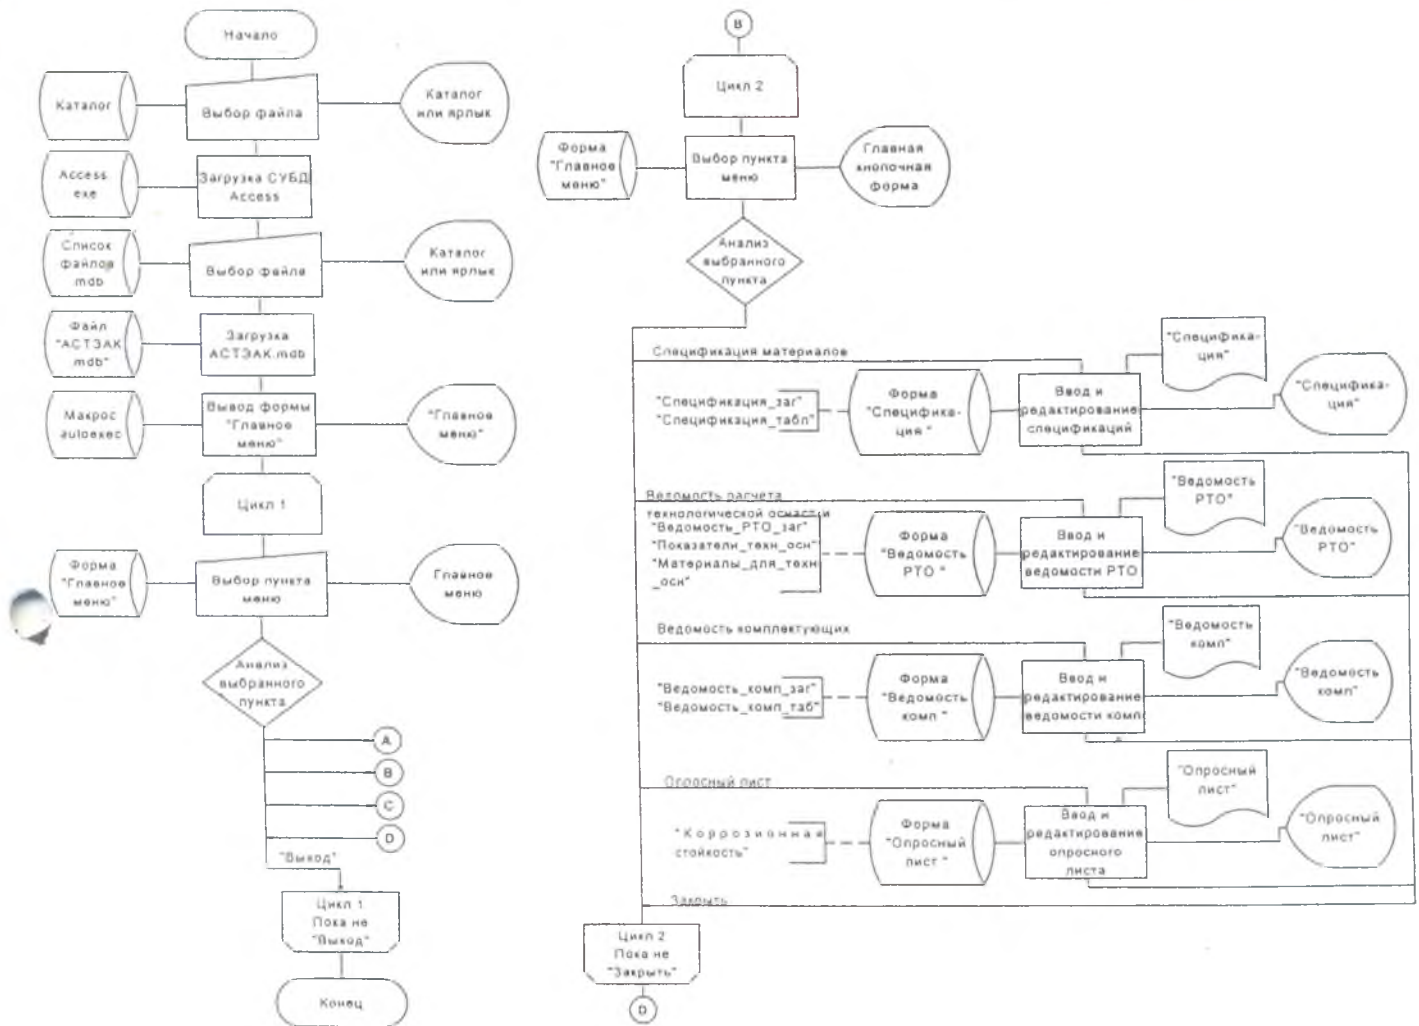 Начало
Каталог
Выбор файла
Каталог
или ярлык
Access
exe
Загрузка СУБД
Access
Список
файлов
mdb
Выбор файла
Каталог
или ярлык
Файл
"АСТЗАК
mdb"
Загрузка
АСТЗАК.mdb
Макрос
autoexec
Вывод формы
"Главное
меню"
"Главное
меню"
Цикл 1
Форма
"Главное
меню"
Выбор пункта
меню
Главное
меню
Анализ
выбранного
пункта
A
B
C
D
"Выход"
Цикл 1
Пока не
"Выход"
Конец
B
Цикл 2
Форма
"Главное
меню"
Выбор пункта
меню
Главная
кнопочная
форма
Анализ
выбранного
пункта
Спецификация материалов
"Спецификация_заг"
"Спецификация_табл"
Форма
"Специфика-
ция "
Ввод и
редактирование
спецификаций
"Специфика-
ция"
"Специфика-
ция"
Ведомость расчета
технологической оснастки
"Ведомость_РТО_заг"
"Показатели_техн_осн"
"Материалы_для_техн
_осн"
Форма
"Ведомость
РТО "
Ввод и
редактирование
ведомости РТО
"Ведомость
РТО"
"Ведомость
РТО"
Ведомость комплектующих
"Ведомость_комп_заг"
"Ведомость_комп_таб"
Форма
"Ведомость
комп "
Ввод и
редактирование
ведомости комп
"Ведомость
комп"
"Ведомость
комп"
Опросный лист
"Коррозионная
стойкость"
Форма
"Опросный
лист "
Ввод и
редактирование
опросного
листа
"Опросный
лист"
"Опросный
лист"
Закрыть
Цикл 2
Пока не
"Закрыть"
D